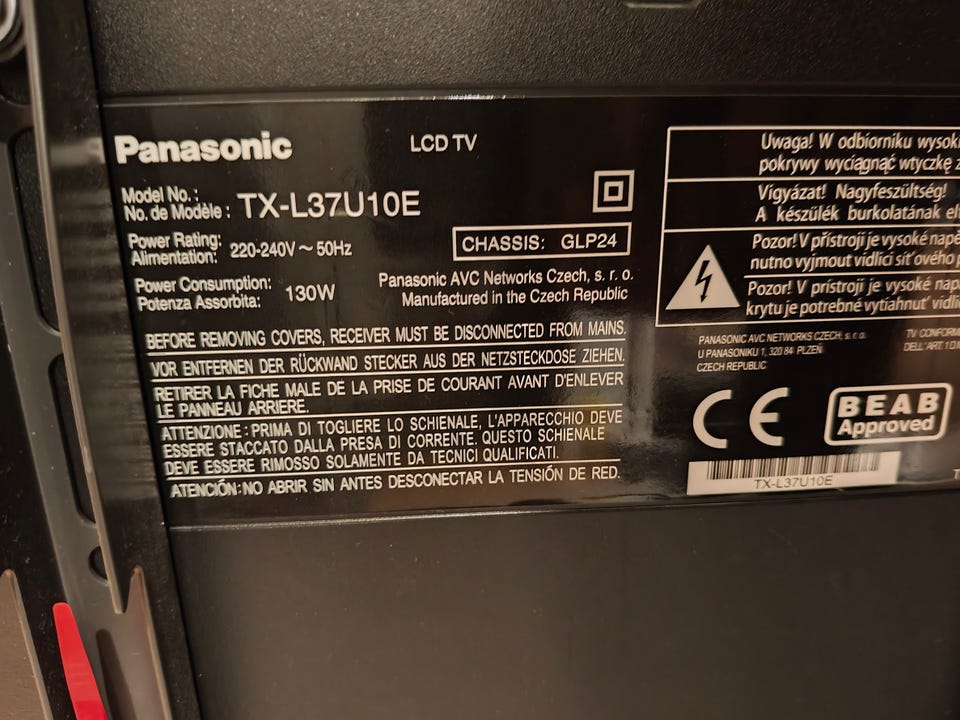 Panasonic
LCD TV
Model No.:
No. de Modèle : TX-L37U10E
Power Rating:
Alimentation: 220-240V ~ 50Hz
CHASSIS: GLP24
Power Consumption:
Potenza Assorbita: 130W
Panasonic AVC Networks Czech, s. r. o.
Manufactured in the Czech Republic
BEFORE REMOVING COVERS, RECEIVER MUST BE DISCONNECTED FROM MAINS.
VOR ENTFERNEN DER RÜCKWAND STECKER AUS DER NETZSTECKDOSE ZIEHEN.
RETIRER LA FICHE MALE DE LA PRISE DE COURANT AVANT D'ENLEVER
LE PANNEAU ARRIERE.
ATTENZIONE: PRIMA DI TOGLIERE LO SCHIENALE, L'APPARECCHIO DEVE
ESSERE STACCATO DALLA PRESA DI CORRENTE. QUESTO SCHIENALE
DEVE ESSERE RIMOSSO SOLAMENTE DA TECNICI QUALIFICATI.
ATENCIÓN: NO ABRIR SIN ANTES DESCONECTAR LA TENSIÓN DE RED.
Uwaga! W odbiorniku wysoki
pokrywy wyciągnąć wtyczkę z
Vigyázat! Nagyfeszültség!
A készülék burkolatának el
Pozor! V přístroji je vysoké napě
nutno vyjmout vidlici síťového p
Pozor! V prístroji je vysoké nap
krytu je potrebné vytiahnuť vidli
PANASONIC AVC NETWORKS CZECH, s. r. o.
U PANASONIKU 1, 320 84 PLZEŇ
CZECH REPUBLIC
TV CONFORM
DELL'ART. 1 D.M
CE
BEAB
Approved
TX-L37U10E